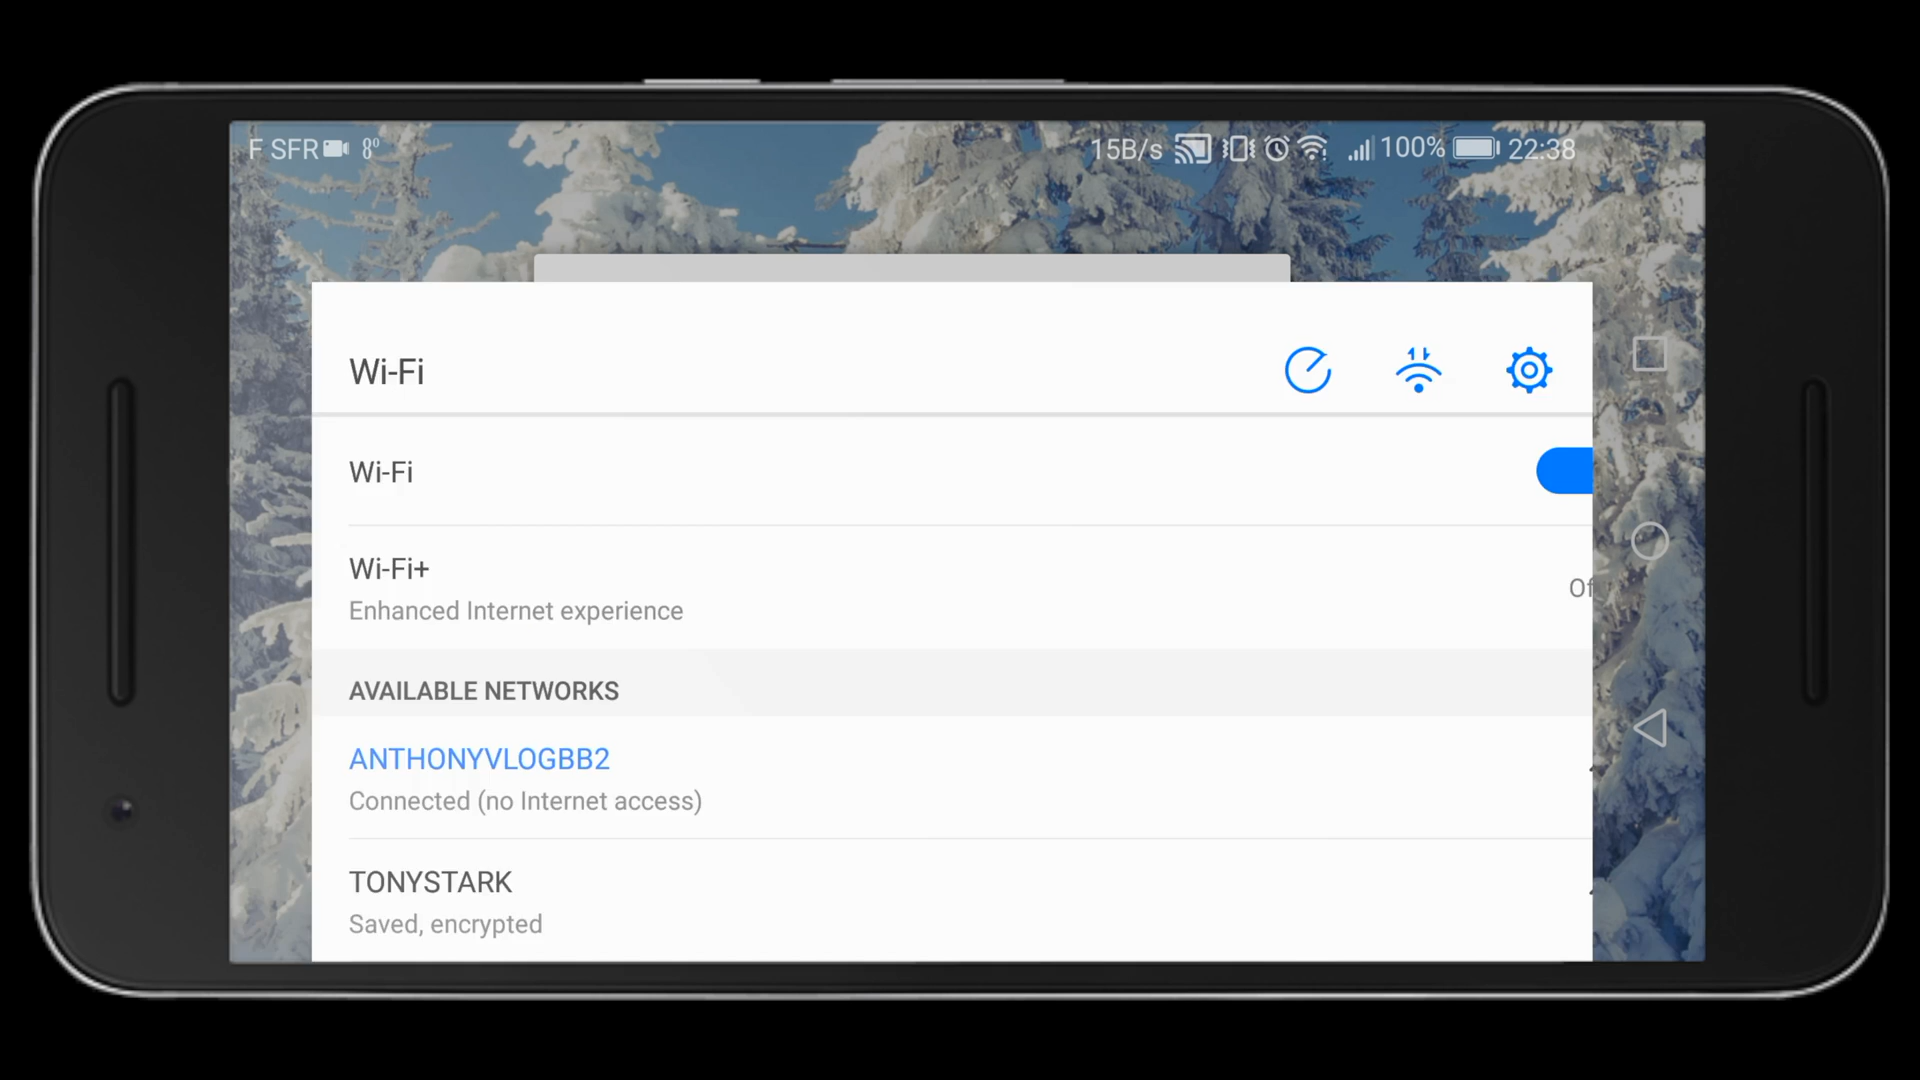 F SFR 8° 15B/s 100% 22:38
Wi-Fi
Wi-Fi
Wi-Fi+
Of
Enhanced Internet experience
AVAILABLE NETWORKS
ANTHONYVLOGBB2
Connected (no Internet access)
TONYSTARK
Saved, encrypted